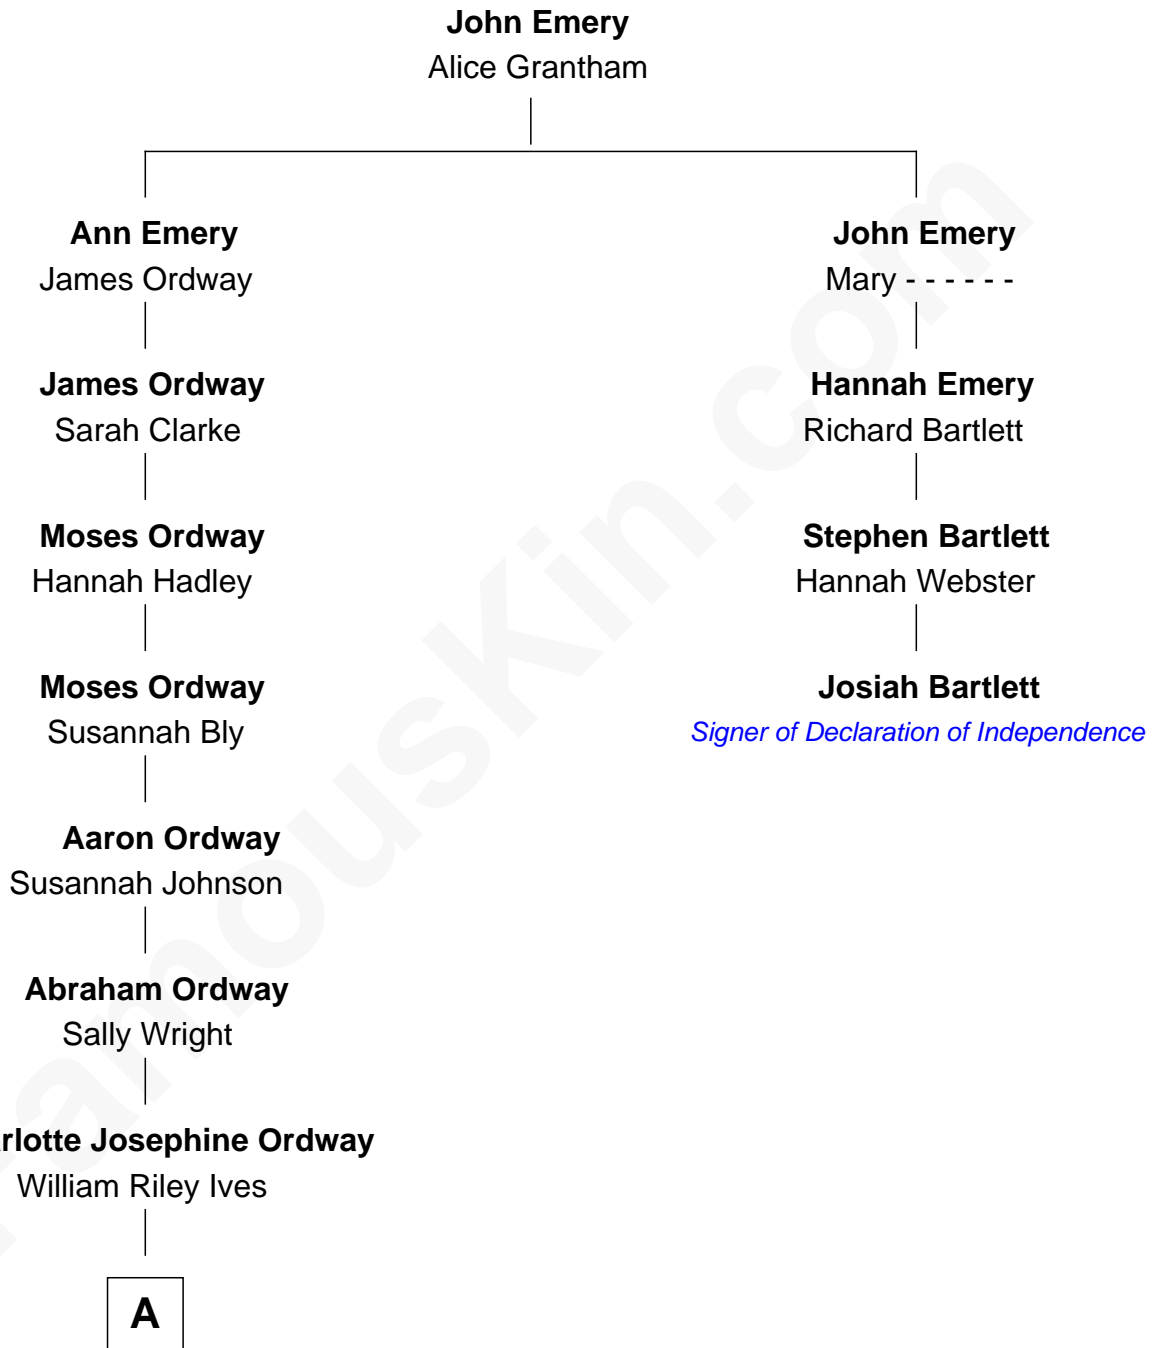 John Emery
Alice Grantham
Ann Emery
James Ordway
James Ordway
Sarah Clarke
Moses Ordway
Hannah Hadley
Moses Ordway
Susannah Bly
Aaron Ordway
Susannah Johnson
Abraham Ordway
Sally Wright
rlotte Josephine Ordway
William Riley Ives
A
John Emery
Mary - - - - - -
Hannah Emery
Richard Bartlett
Stephen Bartlett
Hannah Webster
Josiah Bartlett
Signer of Declaration of Independence
FamousKin.com